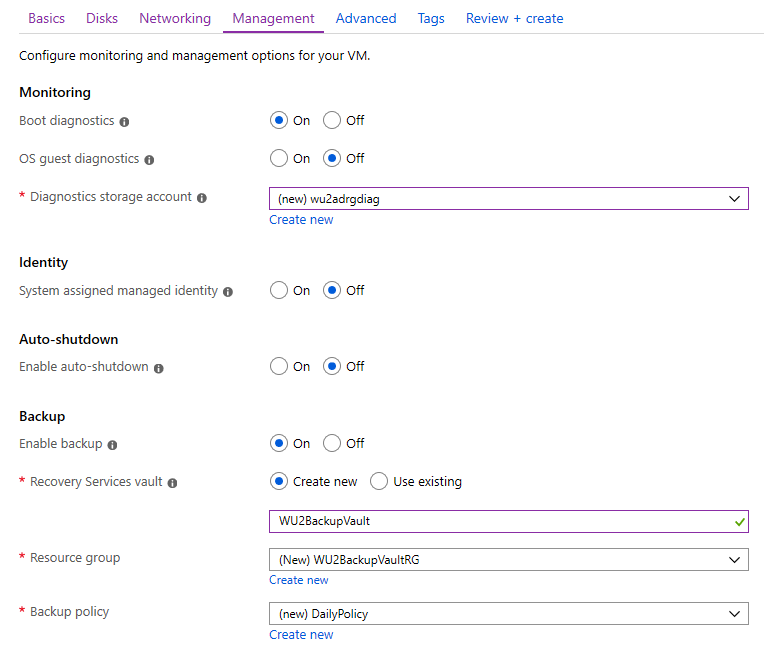 Basics Disks Networking Management Advanced Tags Review + create
Configure monitoring and management options for your VM.
Monitoring
Boot diagnostics On Off
OS guest diagnostics On Off
* Diagnostics storage account (new) wu2adrgdiag
Create new
Identity
System assigned managed identity On Off
Auto-shutdown
Enable auto-shutdown On Off
Backup
Enable backup On Off
* Recovery Services vault Create new Use existing
WU2BackupVault
* Resource group (New) WU2BackupVaultRG
Create new
* Backup policy (new) DailyPolicy
Create new